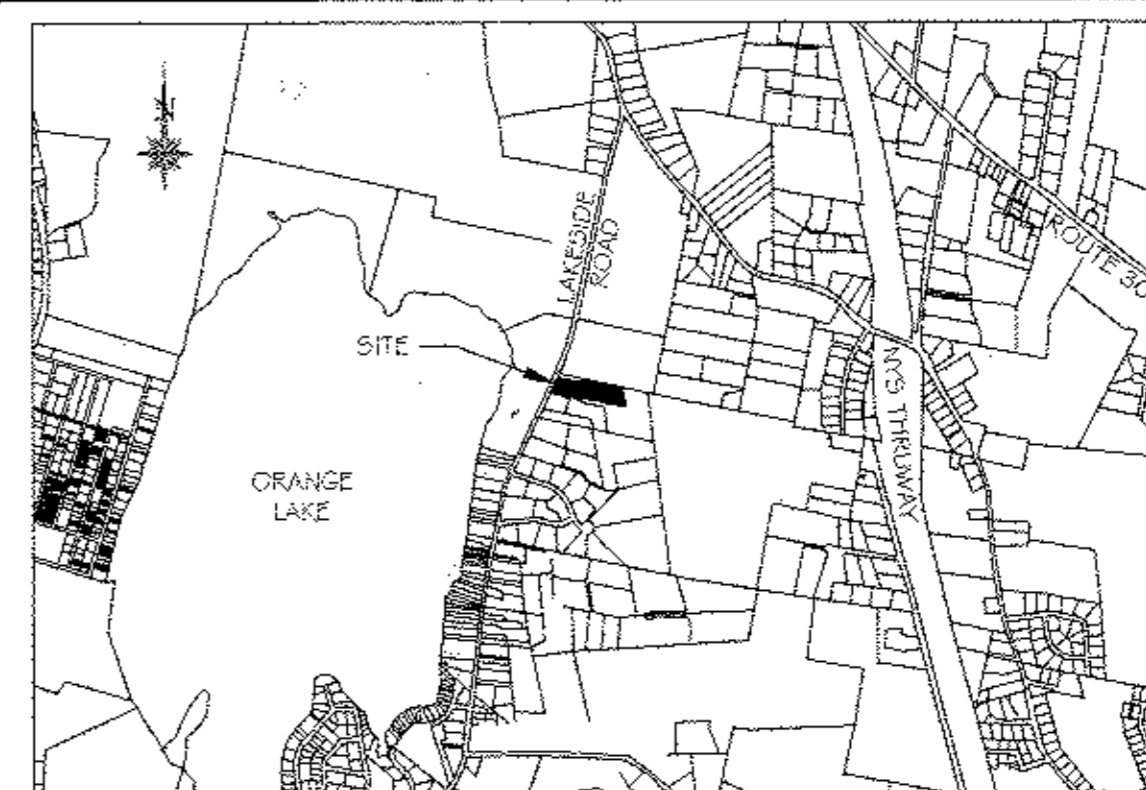 N
LAKESIDE
ROAD
ROUTE 30
SITE
NYS THRUWAY
ORANGE
LAKE